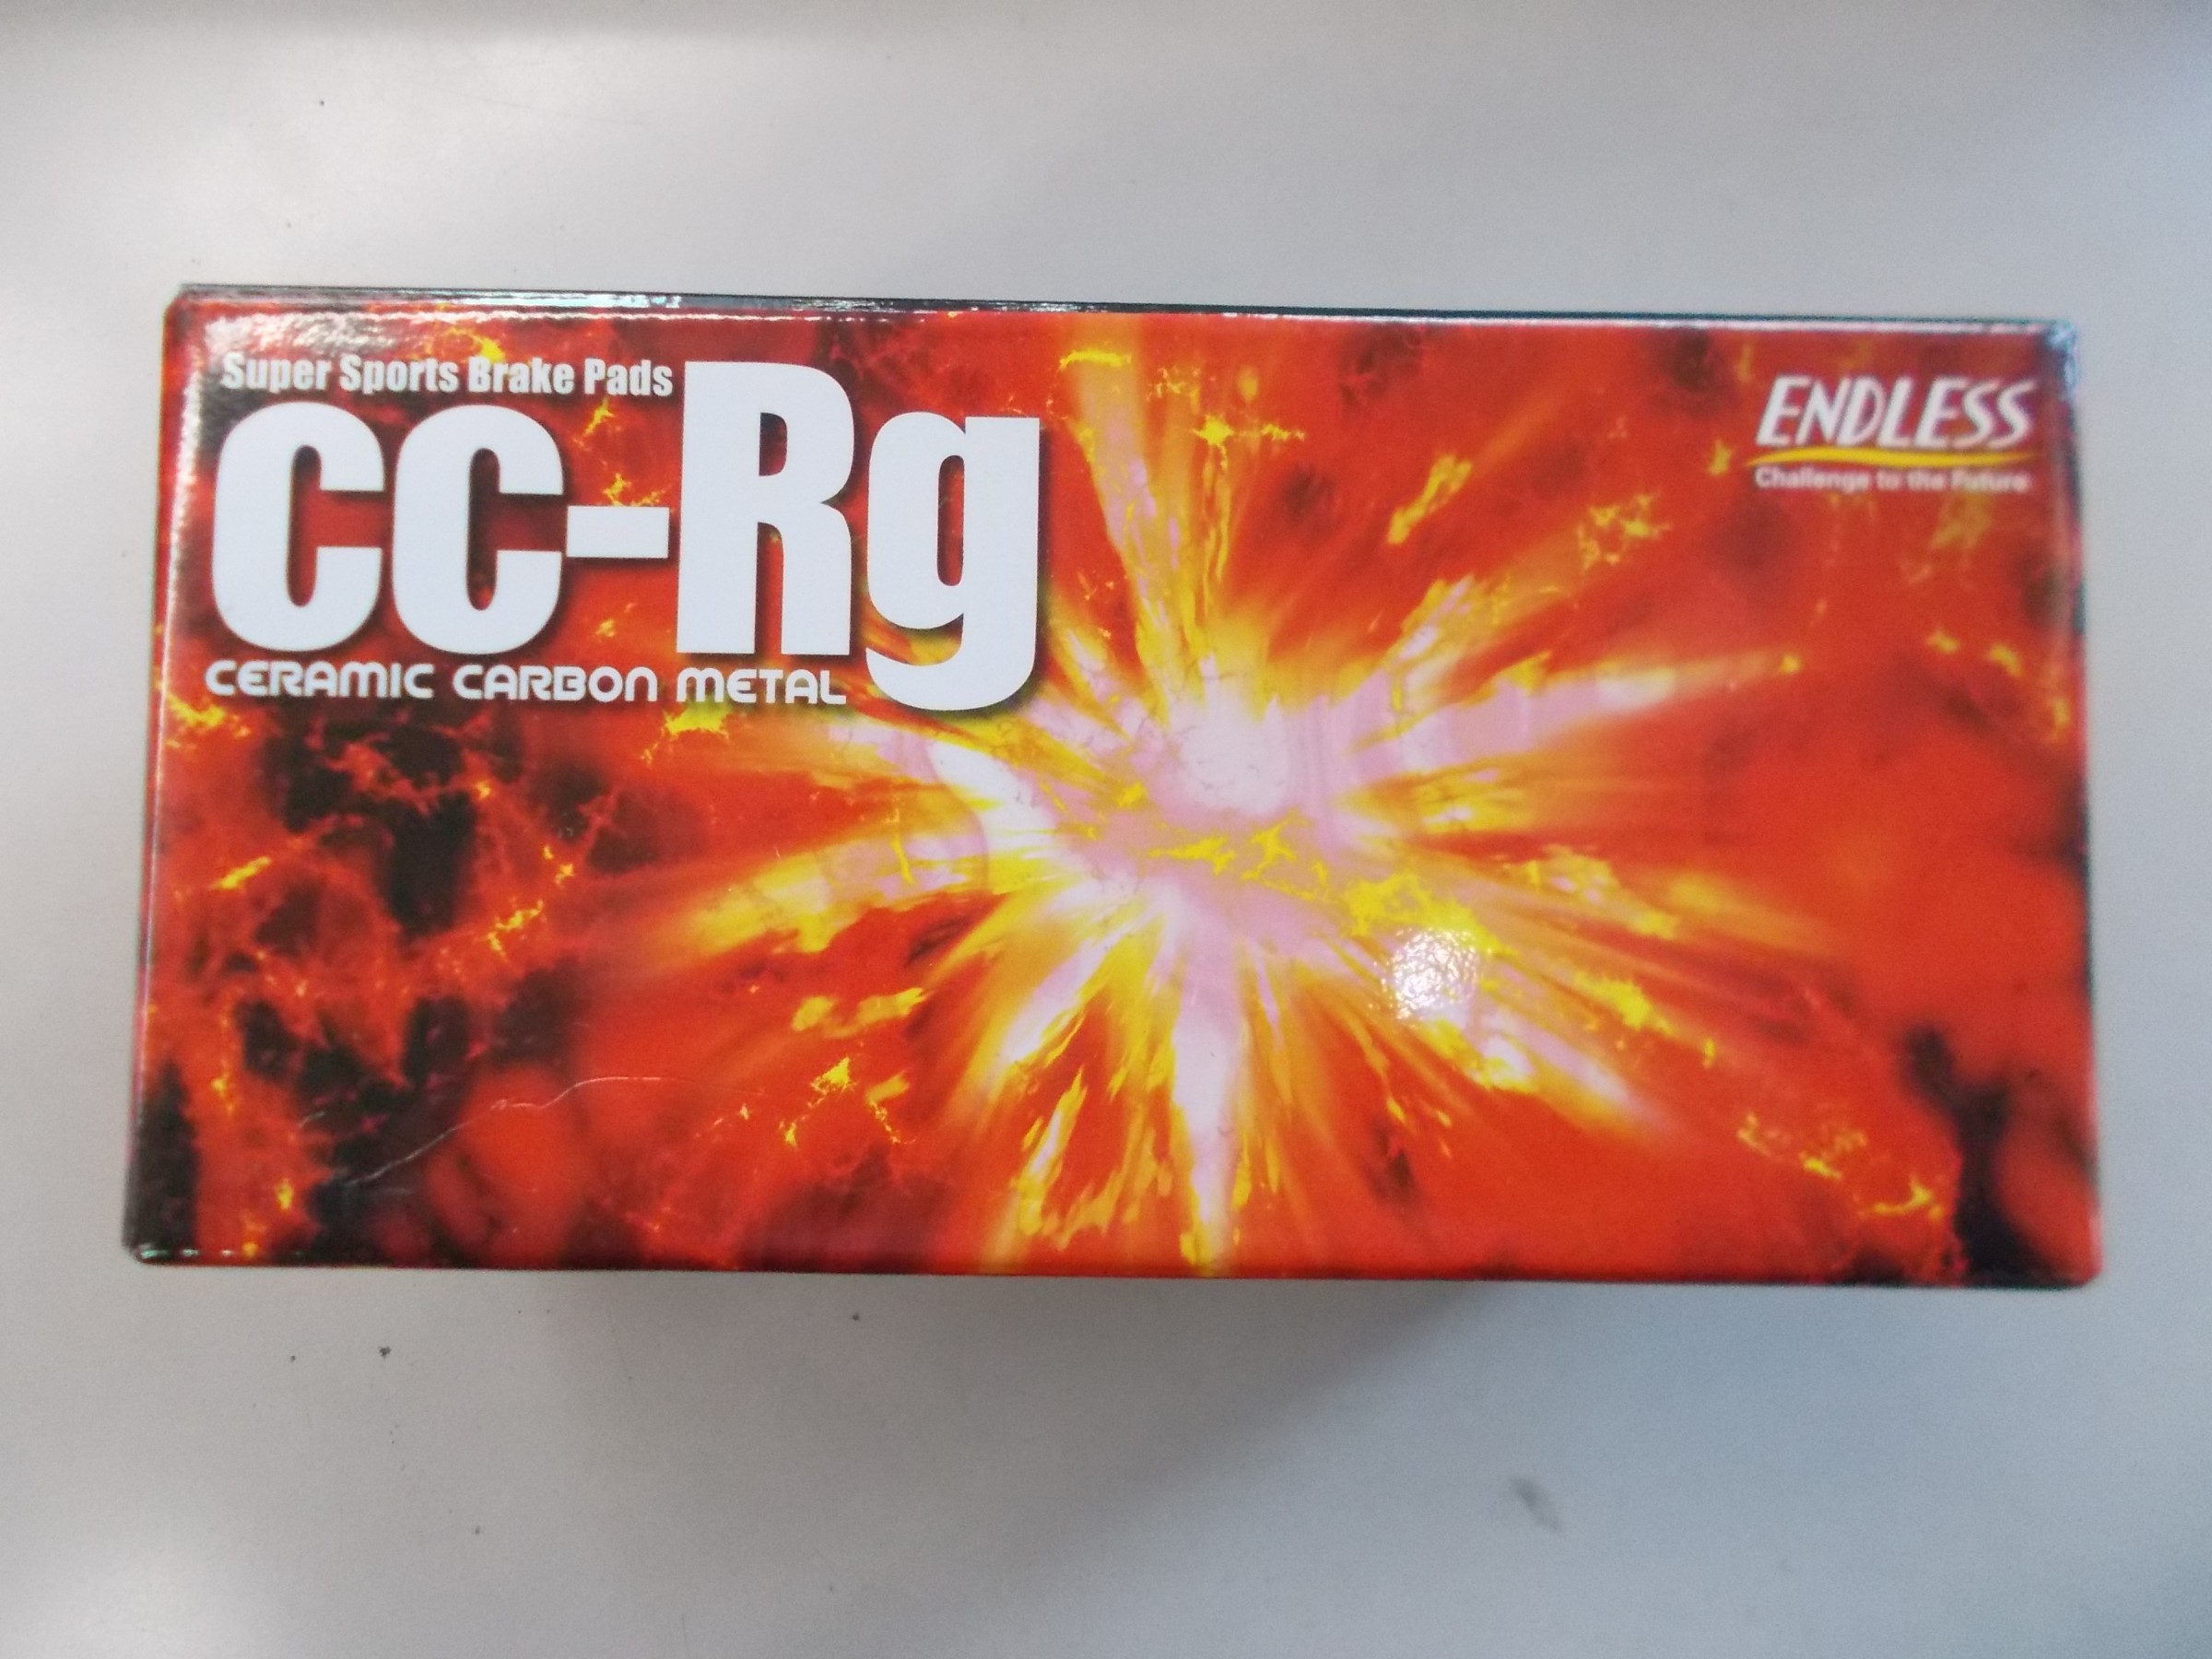 Super Sports Brake Pads
CC-Rg
CERAMIC CARBON METAL
ENDLESS
Challenge to the Future